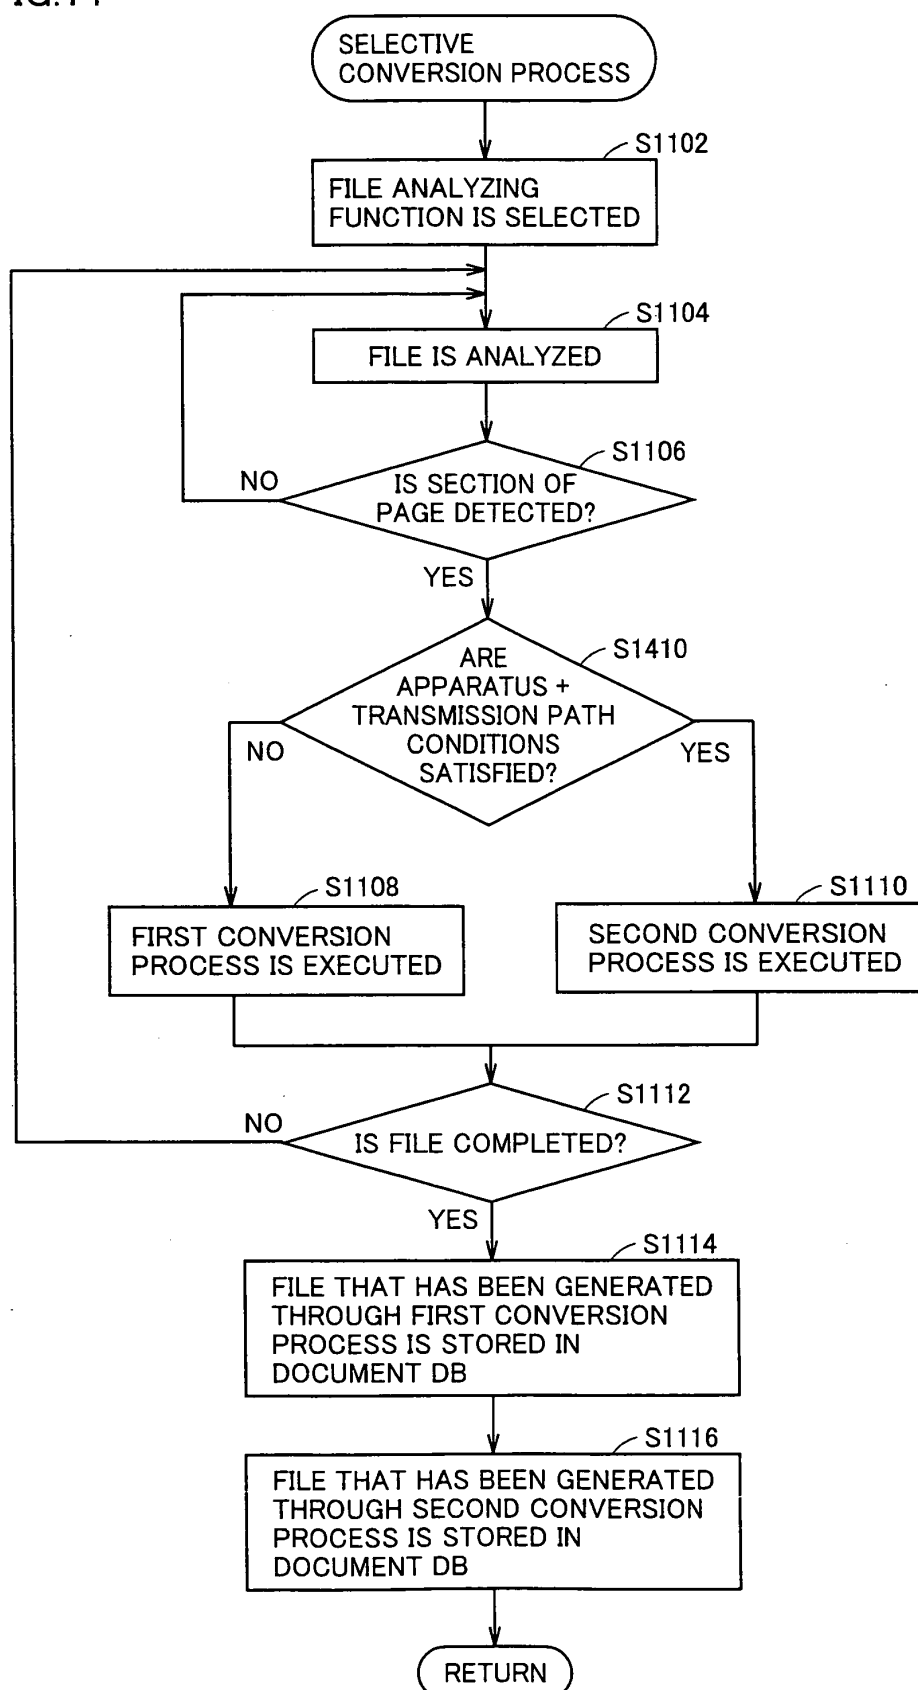 SELECTIVE
CONVERSION PROCESS
S1102
FILE ANALYZING
FUNCTION IS SELECTED
S1104
FILE IS ANALYZED
S1106
NO
IS SECTION OF
PAGE DETECTED?
YES
S1410
ARE
APPARATUS +
TRANSMISSION PATH
CONDITIONS
SATISFIED?
NO
YES
S1108
S1110
FIRST CONVERSION
PROCESS IS EXECUTED
SECOND CONVERSION
PROCESS IS EXECUTED
S1112
NO
IS FILE COMPLETED?
YES
S1114
FILE THAT HAS BEEN GENERATED
THROUGH FIRST CONVERSION
PROCESS IS STORED IN
DOCUMENT DB
S1116
FILE THAT HAS BEEN GENERATED
THROUGH SECOND CONVERSION
PROCESS IS STORED IN
DOCUMENT DB
RETURN